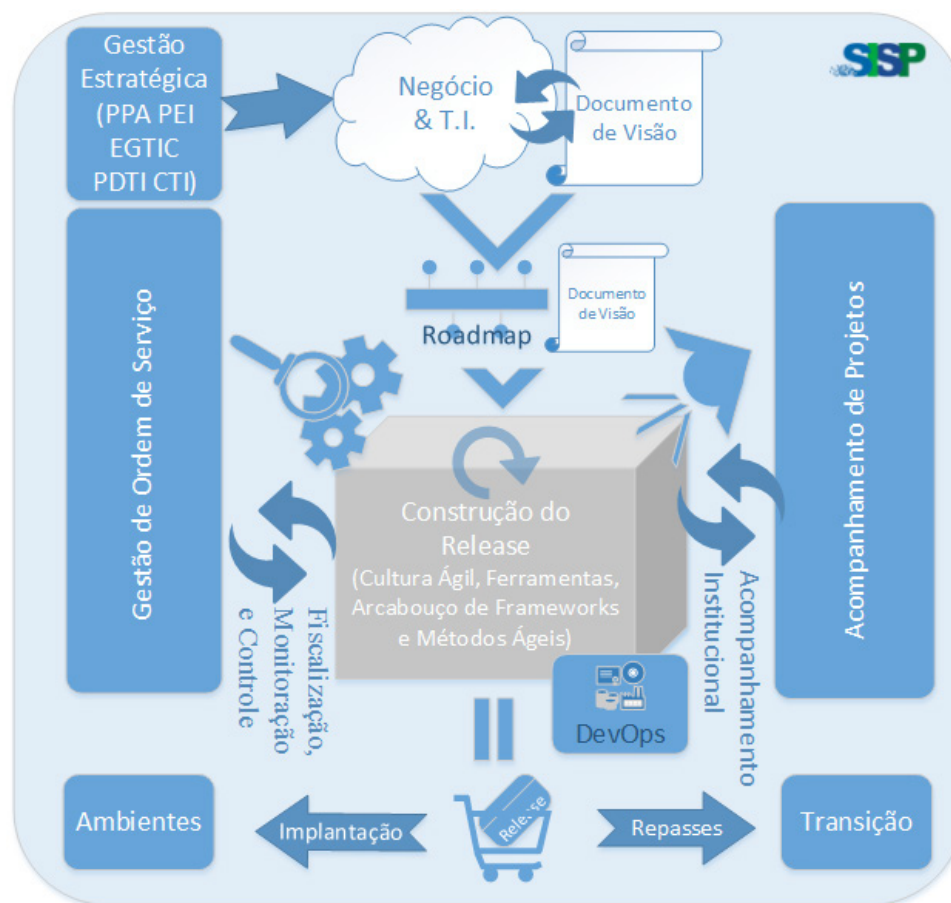 Gestão
Estratégica
(PPA PEI
EGTIC
PDTI CTI)
Negócio
& T.I.
Documento
de Visão
SISP
Gestão de Ordem de Serviço
Roadmap
Documento
de Visão
Acompanhamento de Projetos
Construção do
Release
(Cultura Ágil, Ferramentas,
Arcabouço de Frameworks
e Métodos Ágeis)
Fiscalização,
Monitoração
e Controle
Acompanhamento
Institucional
DevOps
Ambientes
Implantação
Release
Repasses
Transição